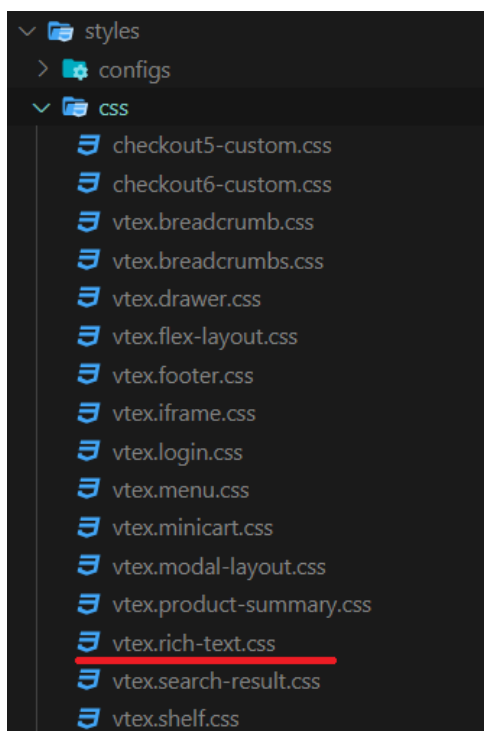 styles
configs
css
checkout5-custom.css
checkout6-custom.css
vtex.breadcrumb.css
vtex.breadcrumbs.css
vtex.drawer.css
vtex.flex-layout.css
vtex.footer.css
vtex.iframe.css
vtex.login.css
vtex.menu.css
vtex.minicart.css
vtex.modal-layout.css
vtex.product-summary.css
vtex.rich-text.css
vtex.search-result.css
vtex.shelf.css